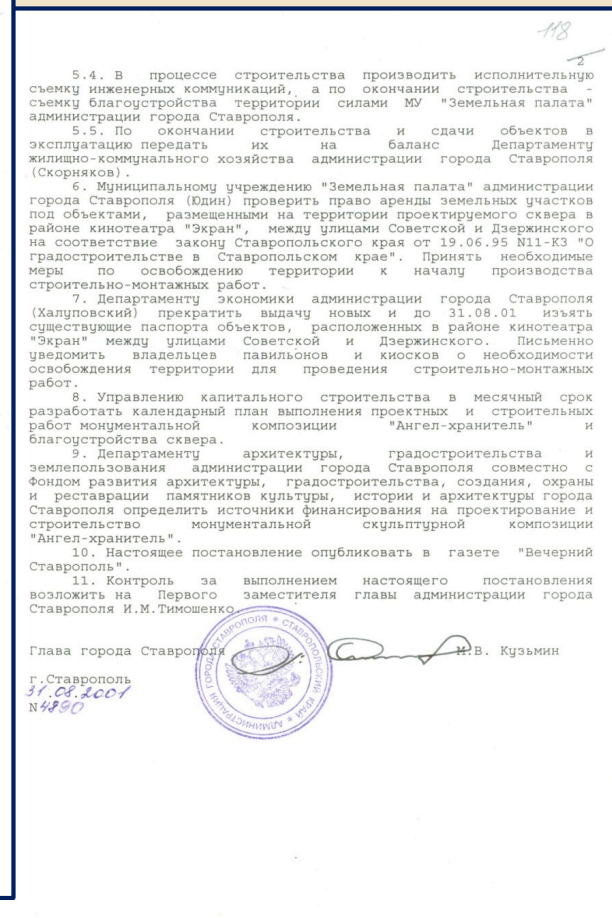 118
2
5.4. В процессе строительства производить исполнительную
съемку инженерных коммуникаций, а по окончании строительства -
съемку благоустройства территории силами МУ "Земельная палата"
администрации города Ставрополя.
5.5. По окончании строительства и сдачи объектов в
эксплуатацию передать их на баланс Департаменту
жилищно-коммунального хозяйства администрации города Ставрополя
(Скорняков).
6. Муниципальному учреждению "Земельная палата" администрации
города Ставрополя (Юдин) проверить право аренды земельных участков
под объектами, размещенными на территории проектируемого сквера в
районе кинотеатра "Экран", между улицами Советской и Дзержинского
на соответствие закону Ставропольского края от 19.06.95 N11-КЗ "О
градостроительстве в Ставропольском крае". Принять необходимые
меры по освобождению территории к началу производства
строительно-монтажных работ.
7. Департаменту экономики администрации города Ставрополя
(Халуповский) прекратить выдачу новых и до 31.08.01 изъять
существующие паспорта объектов, расположенных в районе кинотеатра
"Экран" между улицами Советской и Дзержинского. Письменно
уведомить владельцев павильонов и киосков о необходимости
освобождения территории для проведения строительно-монтажных
работ.
8. Управлению капитального строительства в месячный срок
разработать календарный план выполнения проектных и строительных
работ монументальной композиции "Ангел-хранитель" и
благоустройства сквера.
9. Департаменту архитектуры, градостроительства и
землепользования администрации города Ставрополя совместно с
Фондом развития архитектуры, градостроительства, создания, охраны
и реставрации памятников культуры, истории и архитектуры города
Ставрополя определить источники финансирования на проектирование и
строительство монументальной скульптурной композиции
"Ангел-хранитель".
10. Настоящее постановление опубликовать в газете "Вечерний
Ставрополь".
11. Контроль за выполнением настоящего постановления
возложить на Первого заместителя главы администрации города
Ставрополя И.М.Тимошенко.
Глава города Ставрополя М.В. Кузьмин
г.Ставрополь
31.08.2001
N4890
АДМИНИСТРАЦИЯ ГОРОДА СТАВРОПОЛЯ * СТАВРОПОЛЬСКИЙ КРАЙ *